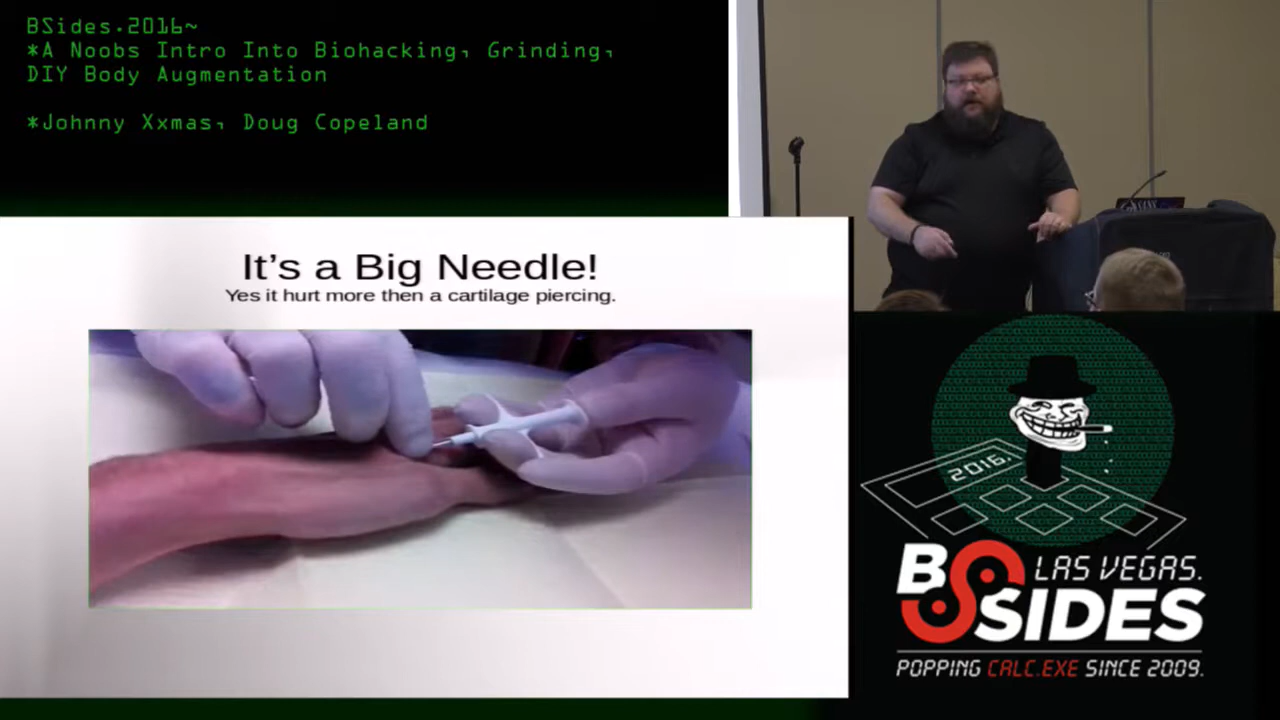 BSides.2016~
*A Noobs Intro Into Biohacking, Grinding,
DIY Body Augmentation
*Johnny Xxmas, Doug Copeland
It's a Big Needle!
Yes it hurt more then a cartilage piercing.
2016.
BSIDES
LAS VEGAS.
POPPING CALC.EXE SINCE 2009.